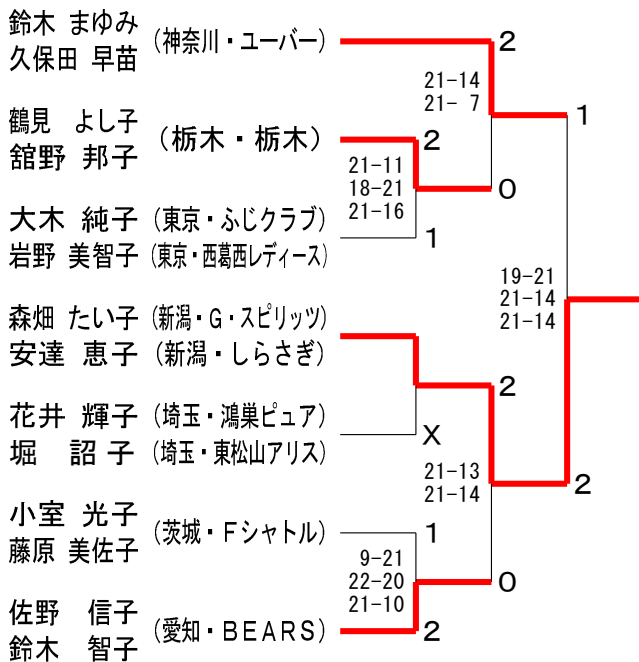 鈴木 まゆみ (神奈川・ユーバー)
久保田 早苗
2
21-14
21- 7
1
鶴見 よし子 (栃木・栃木)
舘野 邦子
2
21-11
18-21
21-16
0
大木 純子 (東京・ふじクラブ)
岩野 美智子 (東京・西葛西レディース)
1
19-21
21-14
21-14
森畑 たい子 (新潟・G・スピリッツ)
安達 恵子 (新潟・しらさぎ)
2
花井 輝子 (埼玉・鴻巣ピュア)
堀 詔子 (埼玉・東松山アリス)
X
21-13
21-14
2
小室 光子 (茨城・Fシャトル)
藤原 美佐子
1
9-21
22-20
21-10
0
佐野 信子 (愛知・BEARS)
鈴木 智子
2